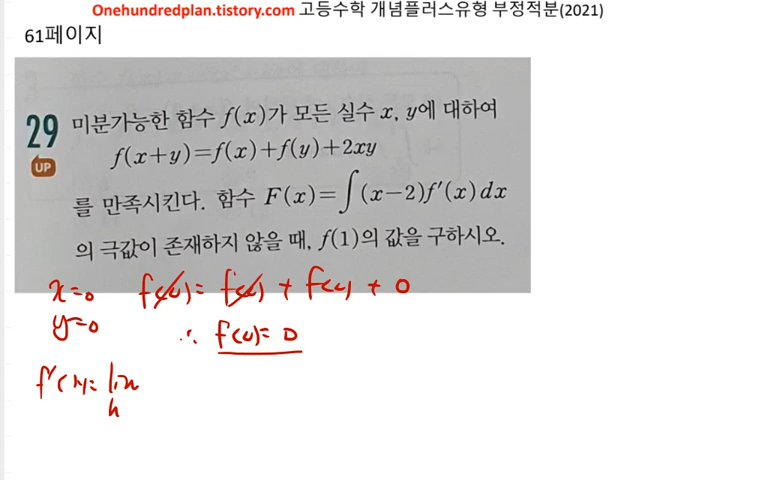 Onehundredplan.tistory.com 고등수학 개념플러스유형 부정적분(2021)
61페이지
29 미분가능한 함수 f(x)가 모든 실수 x, y에 대하여
UP f(x+y)=f(x)+f(y)+2xy
를 만족시킨다. 함수 F(x)=∫(x-2)f'(x)dx
의 극값이 존재하지 않을 때, f(1)의 값을 구하시오.
x=0 f(0)= f(0) + f(0) + 0
y=0 ∴ f(0)= 0
f'(x)= lim
h